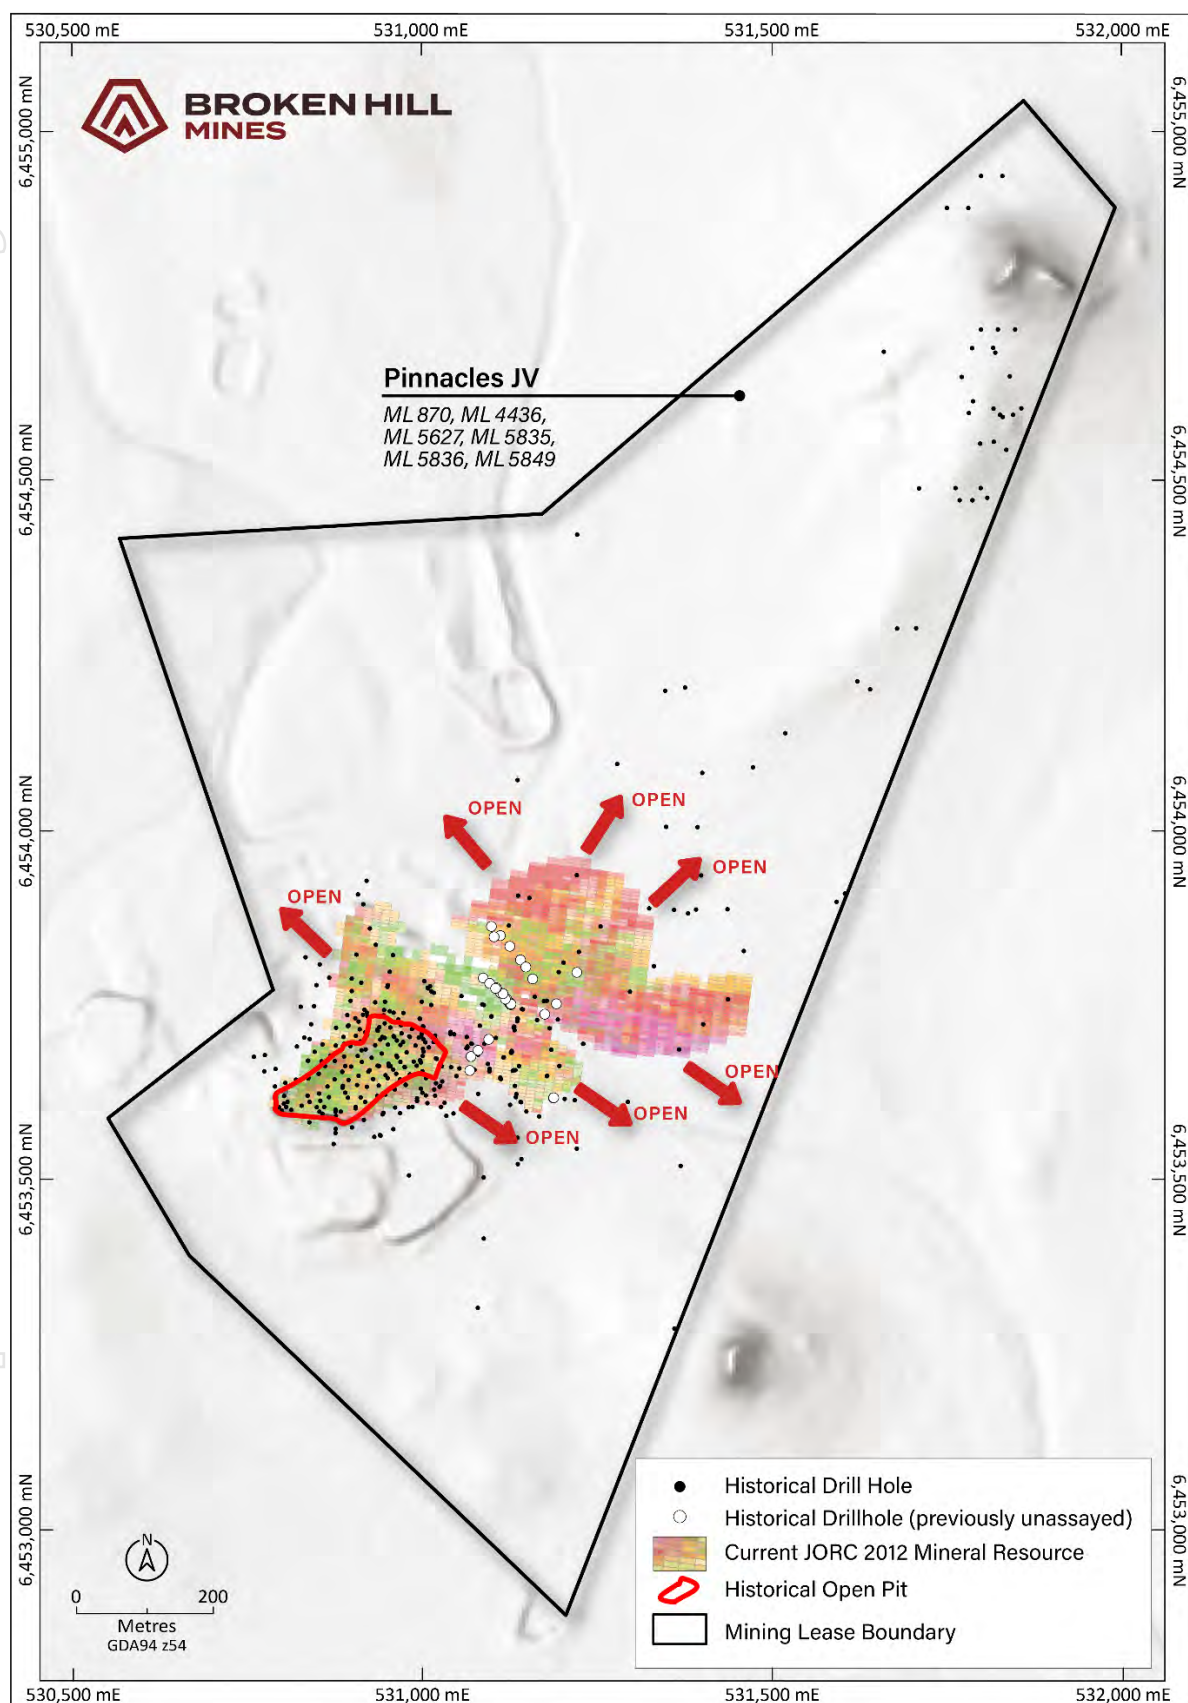 530,500 mE
531,000 mE
531,500 mE
532,000 mE
BROKEN HILL
MINES
6,455,000 mN
6,455,000 mN
Pinnacles JV
ML 870, ML 4436,
ML 5627, ML 5835,
ML 5836, ML 5849
6,454,500 mN
6,454,500 mN
OPEN
OPEN
6,454,000 mN
6,454,000 mN
OPEN
OPEN
OPEN
OPEN
OPEN
6,453,500 mN
6,453,500 mN
Historical Drill Hole
Historical Drillhole (previously unassayed)
Current JORC 2012 Mineral Resource
Historical Open Pit
Mining Lease Boundary
6,453,000 mN
6,453,000 mN
N
0 200
Metres
GDA94 z54
530,500 mE
531,000 mE
531,500 mE
532,000 mE